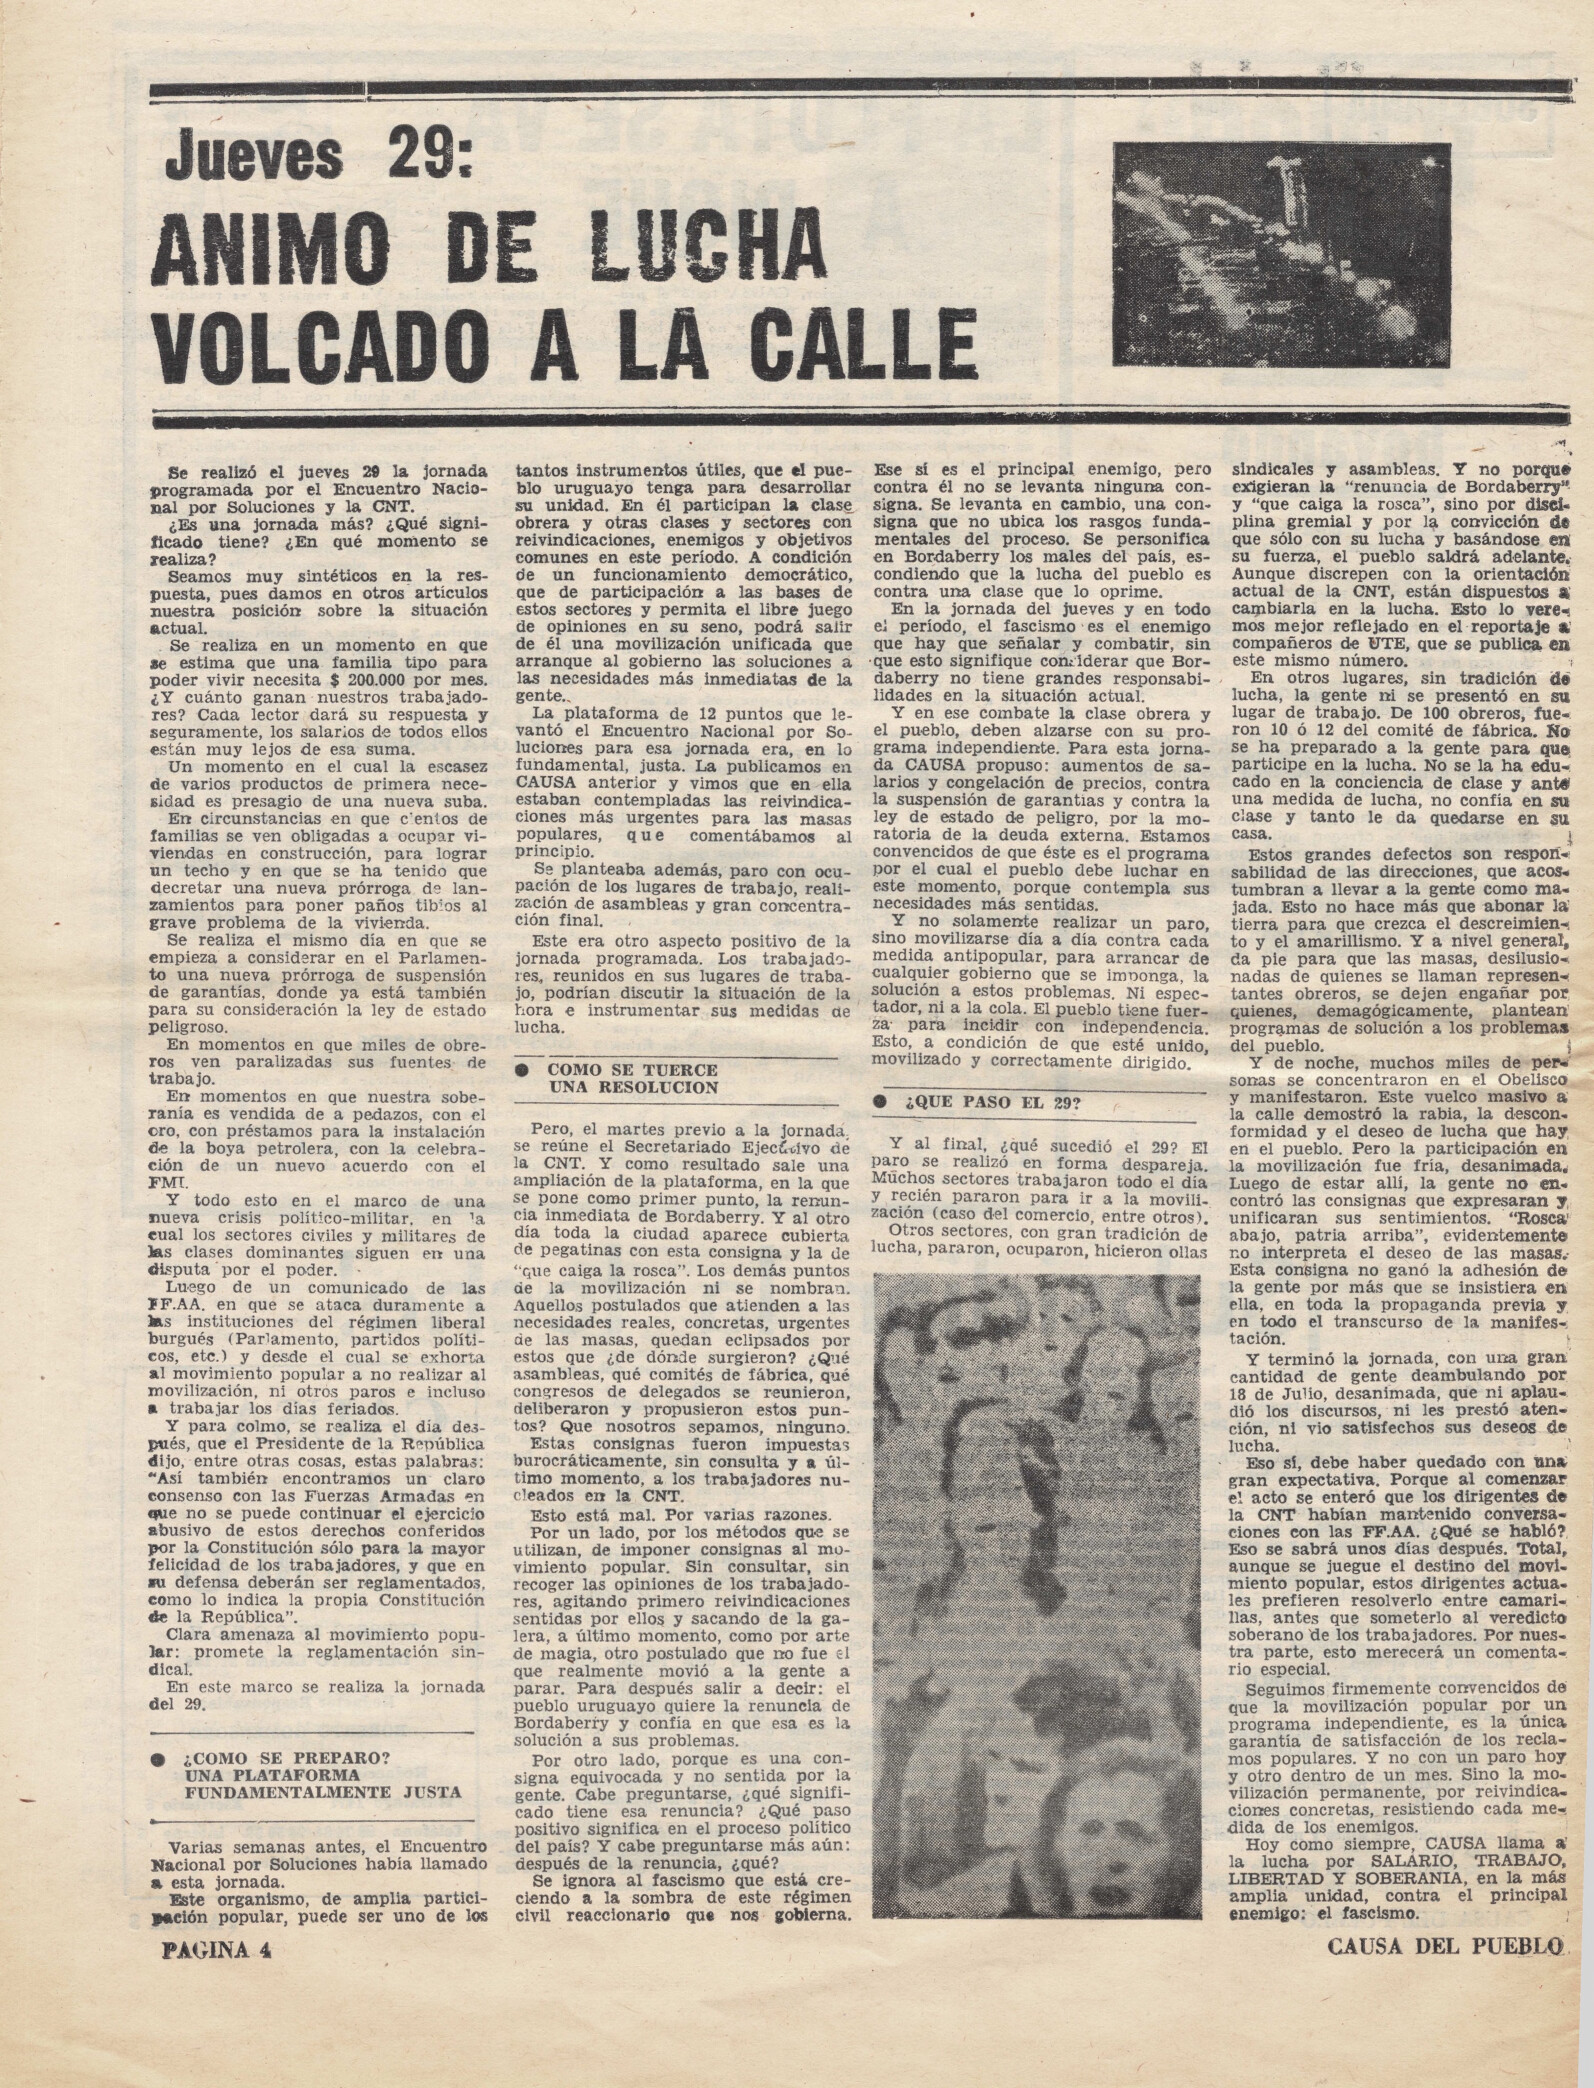 Jueves 29:
ANIMO DE LUCHA
VOLCADO A LA CALLE
Se realizó el jueves 29 la jornada
programada por el Encuentro Nacio-
nal por Soluciones y la CNT.
¿Es una jornada más? ¿Qué signi-
ficado tiene? ¿En qué momento se
realiza?
Seamos muy sintéticos en la res-
puesta, pues damos en otros artículos
nuestra posición sobre la situación
actual.
Se realiza en un momento en que
se estima que una familia tipo para
poder vivir necesita $ 200.000 por mes.
¿Y cuánto ganan nuestros trabajado-
res? Cada lector dará su respuesta y
seguramente, los salarios de todos ellos
están muy lejos de esa suma.
Un momento en el cual la escasez
de varios productos de primera nece-
sidad es presagio de una nueva suba.
En circunstancias en que c'entos de
familias se ven obligadas a ocupar vi-
viendas en construcción, para lograr
un techo y en que se ha tenido que
decretar una nueva prórroga de lan-
zamientos para poner paños tibios al
grave problema de la vivienda.
Se realiza el mismo día en que se
empieza a considerar en el Parlamen-
to una nueva prórroga de suspensión
de garantías, donde ya está también
para su consideración la ley de estado
peligroso.
En momentos en que miles de obre-
ros ven paralizadas sus fuentes de
trabajo.
En momentos en que nuestra sobe-
ranía es vendida de a pedazos, con el
oro, con préstamos para la instalación
de la boya petrolera, con la celebra-
ción de un nuevo acuerdo con el
FMI.
Y todo esto en el marco de una
nueva crisis político-militar, en la
cual los sectores civiles y militares de
las clases dominantes siguen en una
disputa por el poder.
Luego de un comunicado de las
FF.AA. en que se ataca duramente a
las instituciones del régimen liberal
burgués (Parlamento, partidos políti-
cos, etc.) y desde el cual se exhorta
al movimiento popular a no realizar al
movilización, ni otros paros e incluso
a trabajar los días feriados.
Y para colmo, se realiza el día des-
pués, que el Presidente de la República
dijo, entre otras cosas, estas palabras:
"Así también encontramos un claro
consenso con las Fuerzas Armadas en
que no se puede continuar el ejercicio
abusivo de estos derechos conferidos
por la Constitución sólo para la mayor
felicidad de los trabajadores, y que en
su defensa deberán ser reglamentados,
como lo indica la propia Constitución
de la República".
Clara amenaza al movimiento popu-
lar: promete la reglamentación sin-
dical.
En este marco se realiza la jornada
del 29.
● ¿COMO SE PREPARO?
UNA PLATAFORMA
FUNDAMENTALMENTE JUSTA
Varias semanas antes, el Encuentro
Nacional por Soluciones había llamado
a esta jornada.
Este organismo, de amplia partici-
pación popular, puede ser uno de los
tantos instrumentos útiles, que el pue-
blo uruguayo tenga para desarrollar
su unidad. En él participan la clase
obrera y otras clases y sectores con
reivindicaciones, enemigos y objetivos
comunes en este período. A condición
de un funcionamiento democrático,
que de participación a las bases de
estos sectores y permita el libre juego
de opiniones en su seno, podrá salir
de él una movilización unificada que
arranque al gobierno las soluciones a
las necesidades más inmediatas de la
gente.
La plataforma de 12 puntos que le-
vantó el Encuentro Nacional por So-
luciones para esa jornada era, en lo
fundamental, justa. La publicamos en
CAUSA anterior y vimos que en ella
estaban contempladas las reivindica-
ciones más urgentes para las masas
populares, que comentábamos al
principio.
Se planteaba además, paro con ocu-
pación de los lugares de trabajo, reali-
zación de asambleas y gran concentra-
ción final.
Este era otro aspecto positivo de la
jornada programada. Los trabajado-
res, reunidos en sus lugares de traba-
jo, podrían discutir la situación de la
hora e instrumentar sus medidas de
lucha.
● COMO SE TUERCE
UNA RESOLUCION
Pero, el martes previo a la jornada,
se reúne el Secretariado Ejecutivo de
la CNT. Y como resultado sale una
ampliación de la plataforma, en la que
se pone como primer punto, la renun-
cia inmediata de Bordaberry. Y al otro
día toda la ciudad aparece cubierta
de pegatinas con esta consigna y la de
"que caiga la rosca". Los demás puntos
de la movilización ni se nombran.
Aquellos postulados que atienden a las
necesidades reales, concretas, urgentes
de las masas, quedan eclipsados por
estos que ¿de dónde surgieron? ¿Qué
asambleas, qué comités de fábrica, qué
congresos de delegados se reunieron,
deliberaron y propusieron estos pun-
tos? Que nosotros sepamos, ninguno.
Estas consignas fueron impuestas
burocráticamente, sin consulta y a úl-
timo momento, a los trabajadores nu-
cleados en la CNT.
Esto está mal. Por varias razones.
Por un lado, por los métodos que se
utilizan, de imponer consignas al mo-
vimiento popular. Sin consultar, sin
recoger las opiniones de los trabajado-
res, agitando primero reivindicaciones
sentidas por ellos y sacando de la ga-
lera, a último momento, como por arte
de magia, otro postulado que no fue el
que realmente movió a la gente a
parar. Para después salir a decir: el
pueblo uruguayo quiere la renuncia de
Bordaberry y confía en que esa es la
solución a sus problemas.
Por otro lado, porque es una con-
signa equivocada y no sentida por la
gente. Cabe preguntarse, ¿qué signifi-
cado tiene esa renuncia? ¿Qué paso
positivo significa en el proceso político
del país? Y cabe preguntarse más aún:
después de la renuncia, ¿qué?
Se ignora al fascismo que está cre-
ciendo a la sombra de este régimen
civil reaccionario que nos gobierna.
Ese sí es el principal enemigo, pero
contra él no se levanta ninguna con-
signa. Se levanta en cambio, una con-
signa que no ubica los rasgos funda-
mentales del proceso. Se personifica
en Bordaberry los males del país, es-
condiendo que la lucha del pueblo es
contra una clase que lo oprime.
En la jornada del jueves y en todo
el período, el fascismo es el enemigo
que hay que señalar y combatir, sin
que esto signifique considerar que Bor-
daberry no tiene grandes responsabi-
lidades en la situación actual.
Y en ese combate la clase obrera y
el pueblo, deben alzarse con su pro-
grama independiente. Para esta jorna-
da CAUSA propuso: aumentos de sa-
larios y congelación de precios, contra
la suspensión de garantías y contra la
ley de estado de peligro, por la mo-
ratoria de la deuda externa. Estamos
convencidos de que éste es el programa
por el cual el pueblo debe luchar en
este momento, porque contempla sus
necesidades más sentidas.
Y no solamente realizar un paro,
sino movilizarse día a día contra cada
medida antipopular, para arrancar de
cualquier gobierno que se imponga, la
solución a estos problemas. Ni espec-
tador, ni a la cola. El pueblo tiene fuer-
za para incidir con independencia.
Esto, a condición de que esté unido,
movilizado y correctamente dirigido.
● ¿QUE PASO EL 29?
Y al final, ¿qué sucedió el 29? El
paro se realizó en forma despareja.
Muchos sectores trabajaron todo el día
y recién pararon para ir a la movili-
zación (caso del comercio, entre otros).
Otros sectores, con gran tradición de
lucha, pararon, ocuparon, hicieron ollas
sindicales y asambleas. Y no porque
exigieran la "renuncia de Bordaberry"
y "que caiga la rosca", sino por disci-
plina gremial y por la convicción de
que sólo con su lucha y basándose en
su fuerza, el pueblo saldrá adelante.
Aunque discrepen con la orientación
actual de la CNT, están dispuestos a
cambiarla en la lucha. Esto lo vere-
mos mejor reflejado en el reportaje a
compañeros de UTE, que se publica en
este mismo número.
En otros lugares, sin tradición de
lucha, la gente ni se presentó en su
lugar de trabajo. De 100 obreros, fue-
ron 10 ó 12 del comité de fábrica. No
se ha preparado a la gente para que
participe en la lucha. No se la ha edu-
cado en la conciencia de clase y ante
una medida de lucha, no confía en su
clase y tanto le da quedarse en su
casa.
Estos grandes defectos son respon-
sabilidad de las direcciones, que acos-
tumbran a llevar a la gente como ma-
jada. Esto no hace más que abonar la
tierra para que crezca el descreimien-
to y el amarillismo. Y a nivel general,
da pie para que las masas, desilusio-
nadas de quienes se llaman represen-
tantes obreros, se dejen engañar por
quienes, demagógicamente, plantean
programas de solución a los problemas
del pueblo.
Y de noche, muchos miles de per-
sonas se concentraron en el Obelisco
y manifestaron. Este vuelco masivo a
la calle demostró la rabia, la descon-
formidad y el deseo de lucha que hay
en el pueblo. Pero la participación en
la movilización fue fría, desanimada.
Luego de estar allí, la gente no en-
contró las consignas que expresaran y
unificaran sus sentimientos. "Rosca
abajo, patria arriba", evidentemente
no interpreta el deseo de las masas.
Esta consigna no ganó la adhesión de
la gente por más que se insistiera en
ella, en toda la propaganda previa y
en todo el transcurso de la manifes-
tación.
Y terminó la jornada, con una gran
cantidad de gente deambulando por
18 de Julio, desanimada, que ni aplau-
dió los discursos, ni les prestó aten-
ción, ni vio satisfechos sus deseos de
lucha.
Eso sí, debe haber quedado con una
gran expectativa. Porque al comenzar
el acto se enteró que los dirigentes de
la CNT habían mantenido conversa-
ciones con las FF.AA. ¿Qué se habló?
Eso se sabrá unos días después. Total,
aunque se juegue el destino del movi-
miento popular, estos dirigentes actua-
les prefieren resolverlo entre camari-
llas, antes que someterlo al veredicto
soberano de los trabajadores. Por nues-
tra parte, esto merecerá un comenta-
rio especial.
Seguimos firmemente convencidos de
que la movilización popular por un
programa independiente, es la única
garantía de satisfacción de los recla-
mos populares. Y no con un paro hoy
y otro dentro de un mes. Sino la mo-
vilización permanente, por reivindica-
ciones concretas, resistiendo cada me-
dida de los enemigos.
Hoy como siempre, CAUSA llama a
la lucha por SALARIO, TRABAJO,
LIBERTAD Y SOBERANIA, en la más
amplia unidad, contra el principal
enemigo: el fascismo.
PAGINA 4
CAUSA DEL PUEBLO